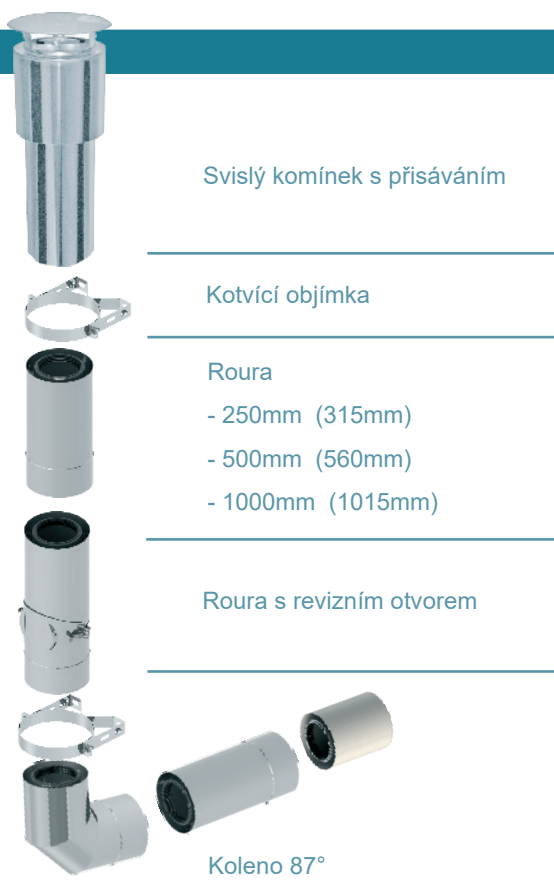 Svislý komínek s přisáváním
Kotvící objímka
Roura
- 250mm (315mm)
- 500mm (560mm)
- 1000mm (1015mm)
Roura s revizním otvorem
Koleno 87°